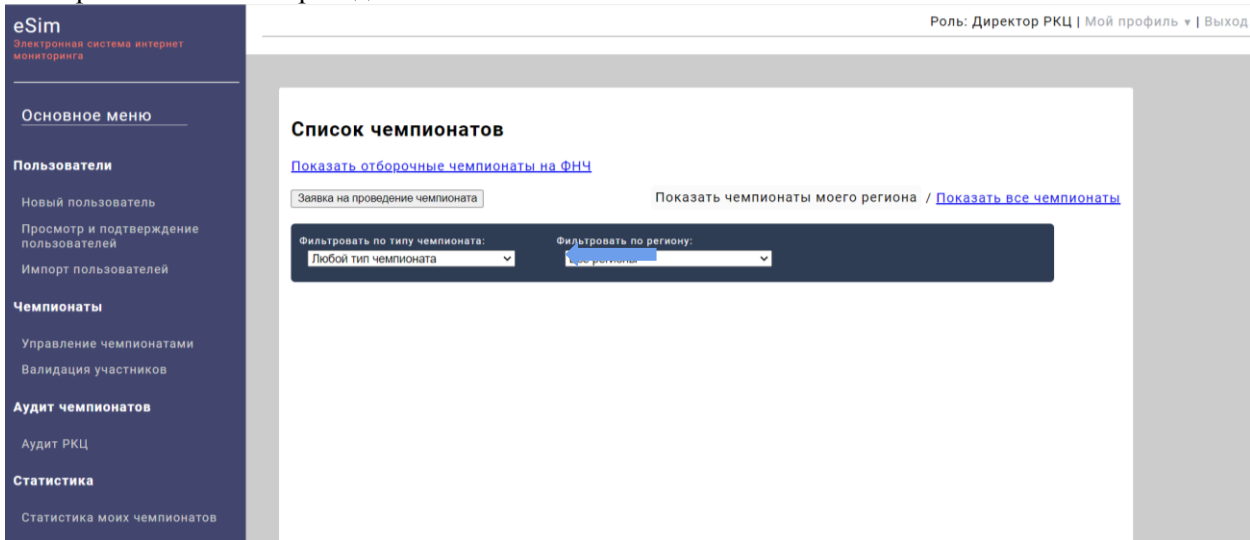 eSim
Электронная система интернет
мониторинга
Роль: Директор РКЦ | Мой профиль ▾ | Выход
Основное меню
Пользователи
Новый пользователь
Просмотр и подтверждение
пользователей
Импорт пользователей
Чемпионаты
Управление чемпионатами
Валидация участников
Аудит чемпионатов
Аудит РКЦ
Статистика
Статистика моих чемпионатов
Список чемпионатов
Показать отборочные чемпионаты на ФНЧ
Заявка на проведение чемпионата
Показать чемпионаты моего региона / Показать все чемпионаты
Фильтровать по типу чемпионата:
Любой тип чемпионата
Фильтровать по региону: